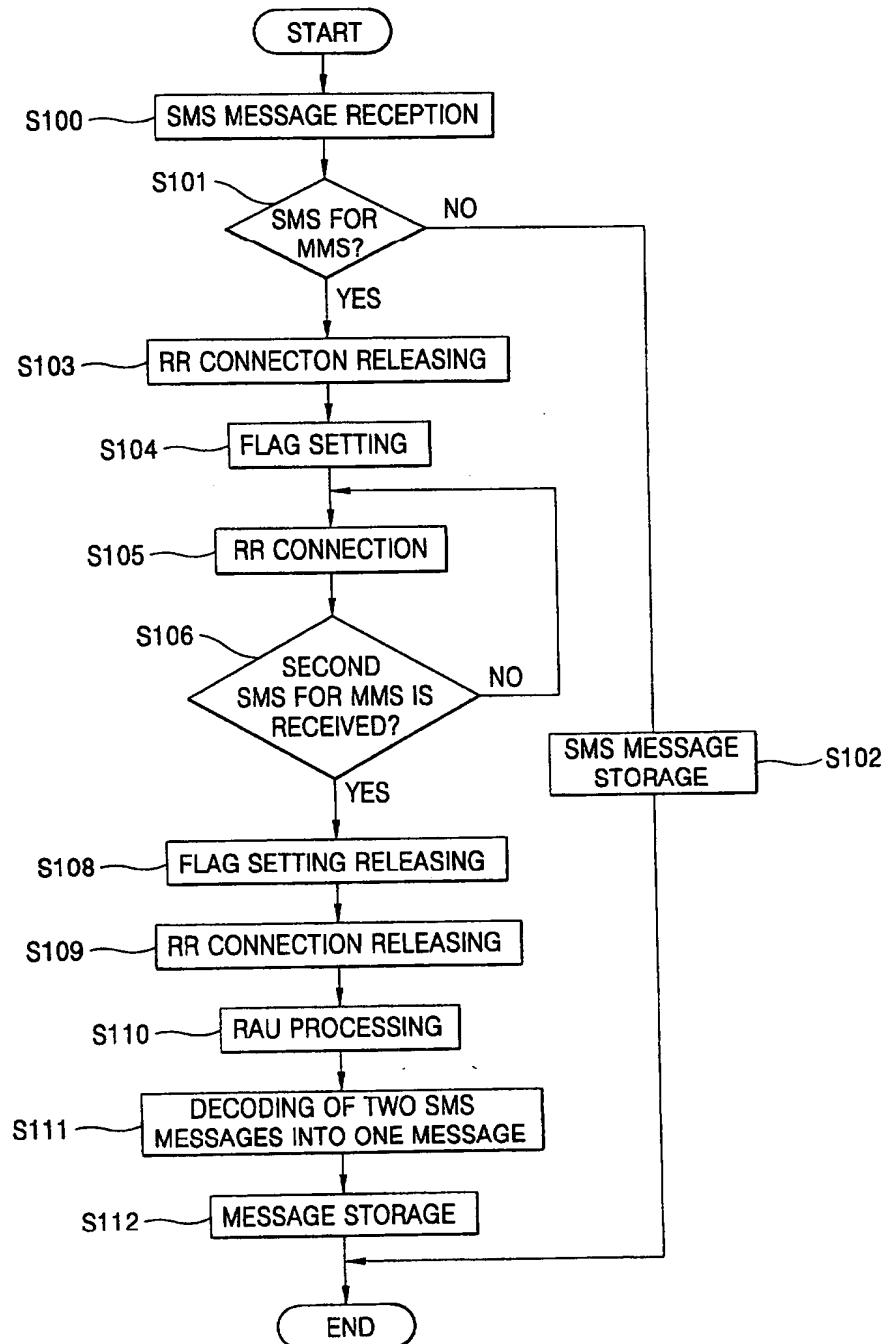 START
S100
SMS MESSAGE RECEPTION
S101
SMS FOR
MMS?
NO
YES
S103
RR CONNECTON RELEASING
S104
FLAG SETTING
S105
RR CONNECTION
S106
SECOND
SMS FOR MMS IS
RECEIVED?
NO
YES
SMS MESSAGE
STORAGE
S102
S108
FLAG SETTING RELEASING
S109
RR CONNECTION RELEASING
S110
RAU PROCESSING
S111
DECODING OF TWO SMS
MESSAGES INTO ONE MESSAGE
S112
MESSAGE STORAGE
END